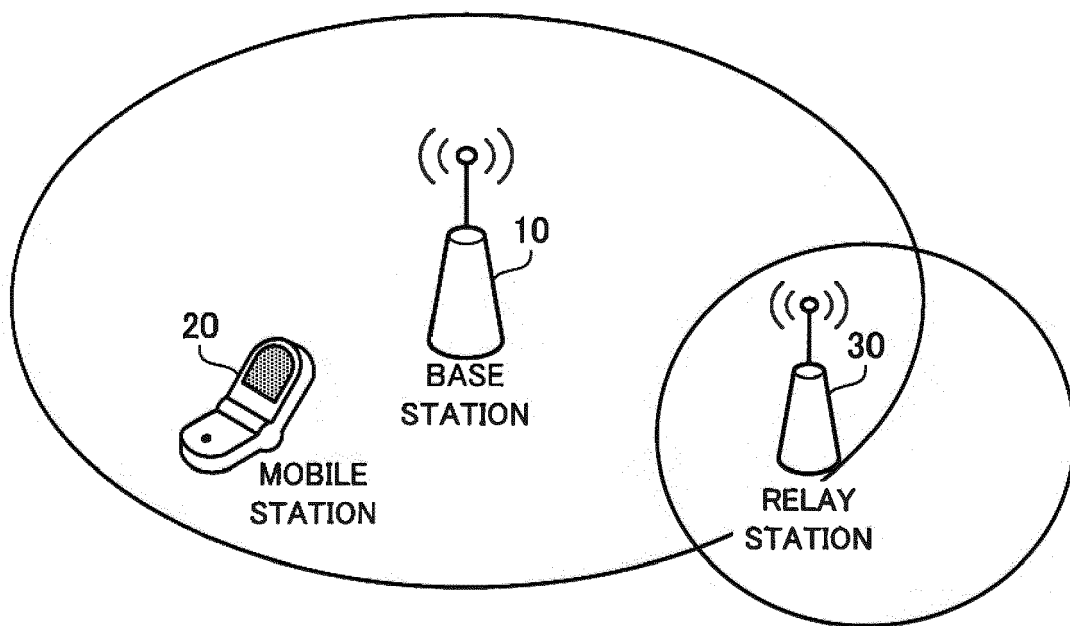 10
BASE
STATION
20
MOBILE
STATION
30
RELAY
STATION